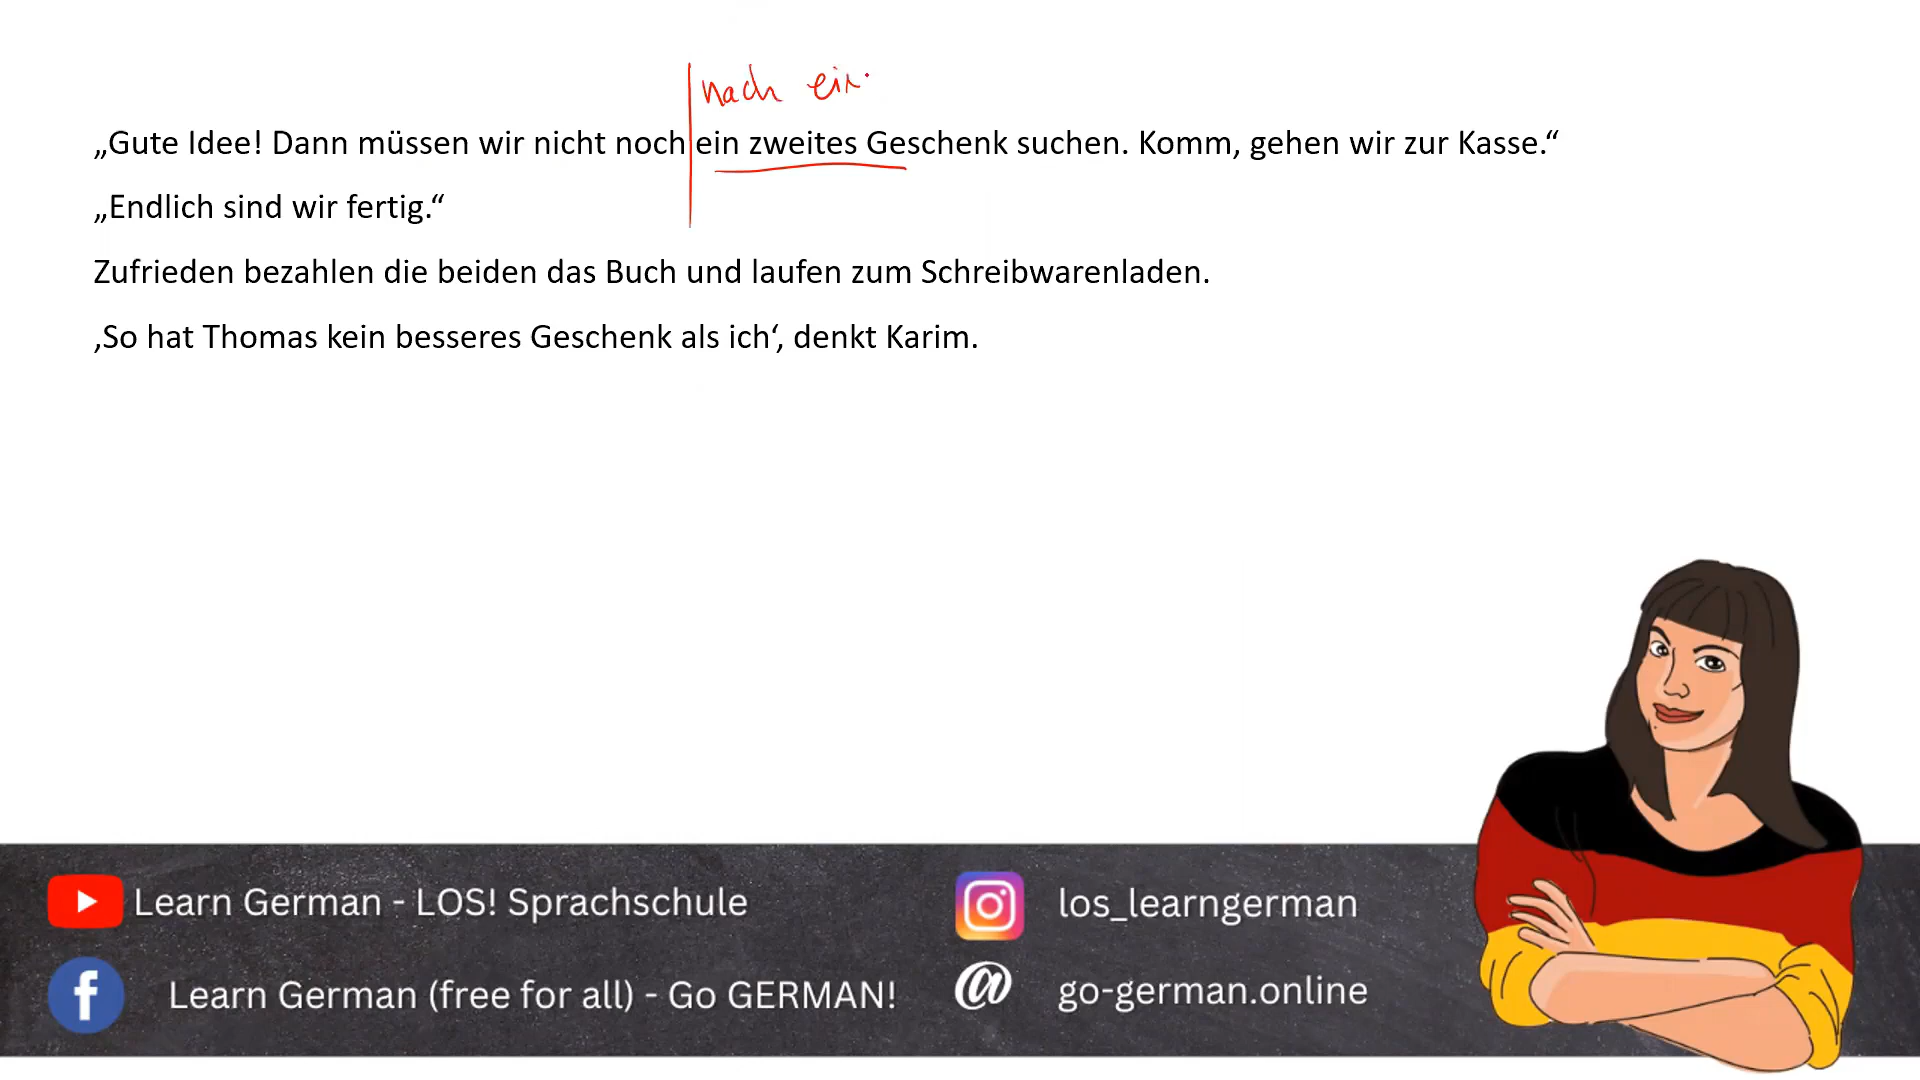 nach ein
„Gute Idee! Dann müssen wir nicht noch ein zweites Geschenk suchen. Komm, gehen wir zur Kasse.“
„Endlich sind wir fertig.“
Zufrieden bezahlen die beiden das Buch und laufen zum Schreibwarenladen.
‚So hat Thomas kein besseres Geschenk als ich‘, denkt Karim.
Learn German - LOS! Sprachschule
los_learngerman
Learn German (free for all) - Go GERMAN!
go-german.online